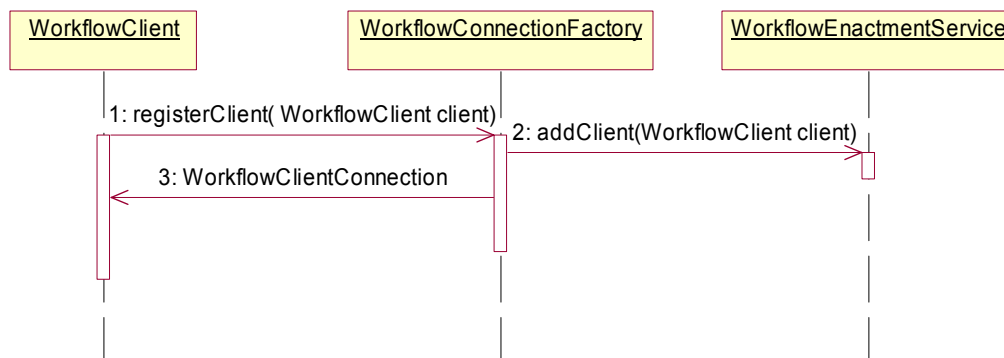 WorkflowClient
WorkflowConnectionFactory
WorkflowEnactmentService
1: registerClient( WorkflowClient client)
2: addClient(WorkflowClient client)
3: WorkflowClientConnection